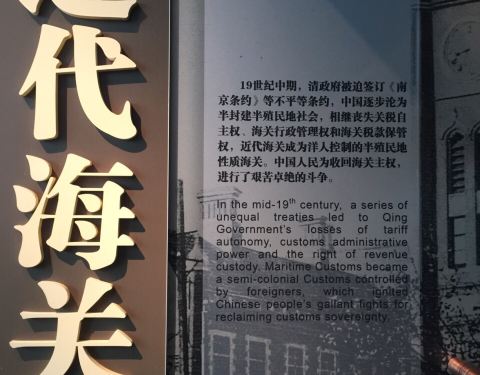 近代海关
19世纪中期，清政府被迫签订《南
京条约》等不平等条约，中国逐步沦为
半封建半殖民地社会，相继丧失关税自
主权、海关行政管理权和海关税款保管
权，近代海关成为洋人控制的半殖民地
性质海关。中国人民为收回海关主权，
进行了艰苦卓绝的斗争。
In the mid-19th century, a series of
unequal treaties led to Qing
Government's losses of tariff
autonomy, customs administrative
power and the right of revenue
custody. Maritime Customs became
a semi-colonial Customs controlled
by foreigners, which ignited
Chinese people's gallant fights for
reclaiming customs sovereignty.